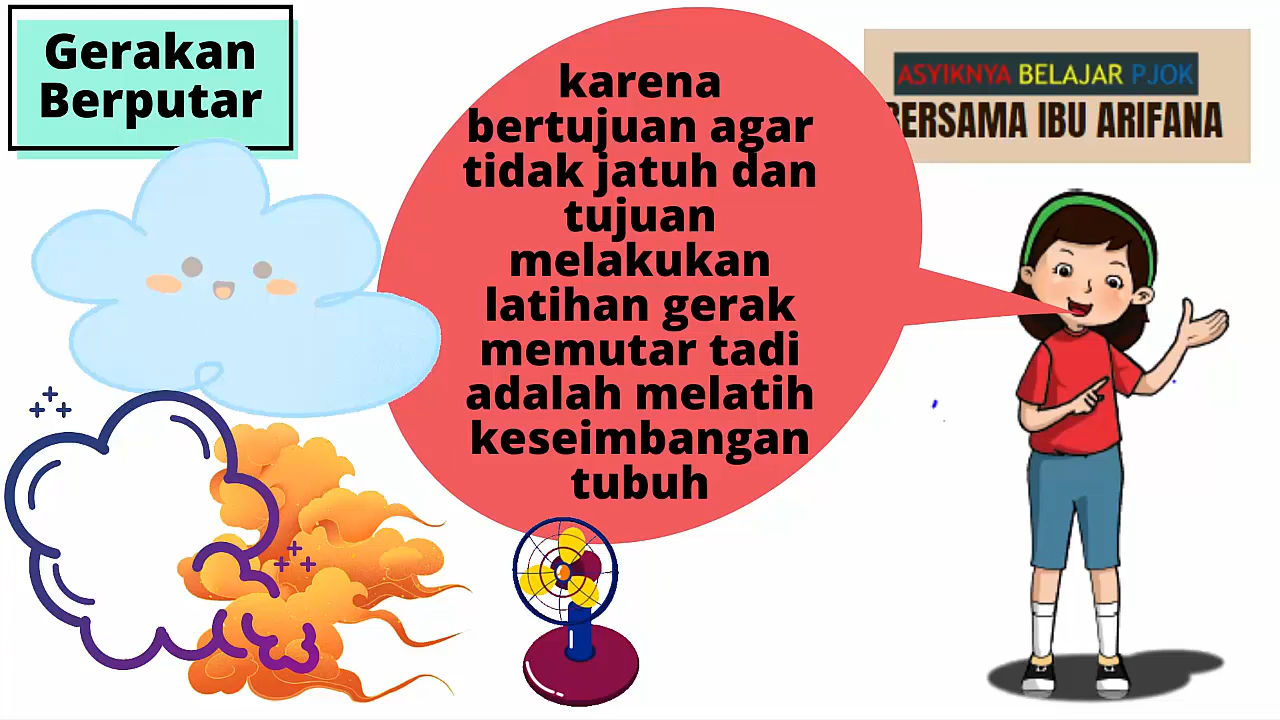 Gerakan
Berputar
karena
bertujuan agar
tidak jatuh dan
tujuan
melakukan
latihan gerak
memutar tadi
adalah melatih
keseimbangan
tubuh
ASYIKNYA BELAJAR PJOK
BERSAMA IBU ARIFANA